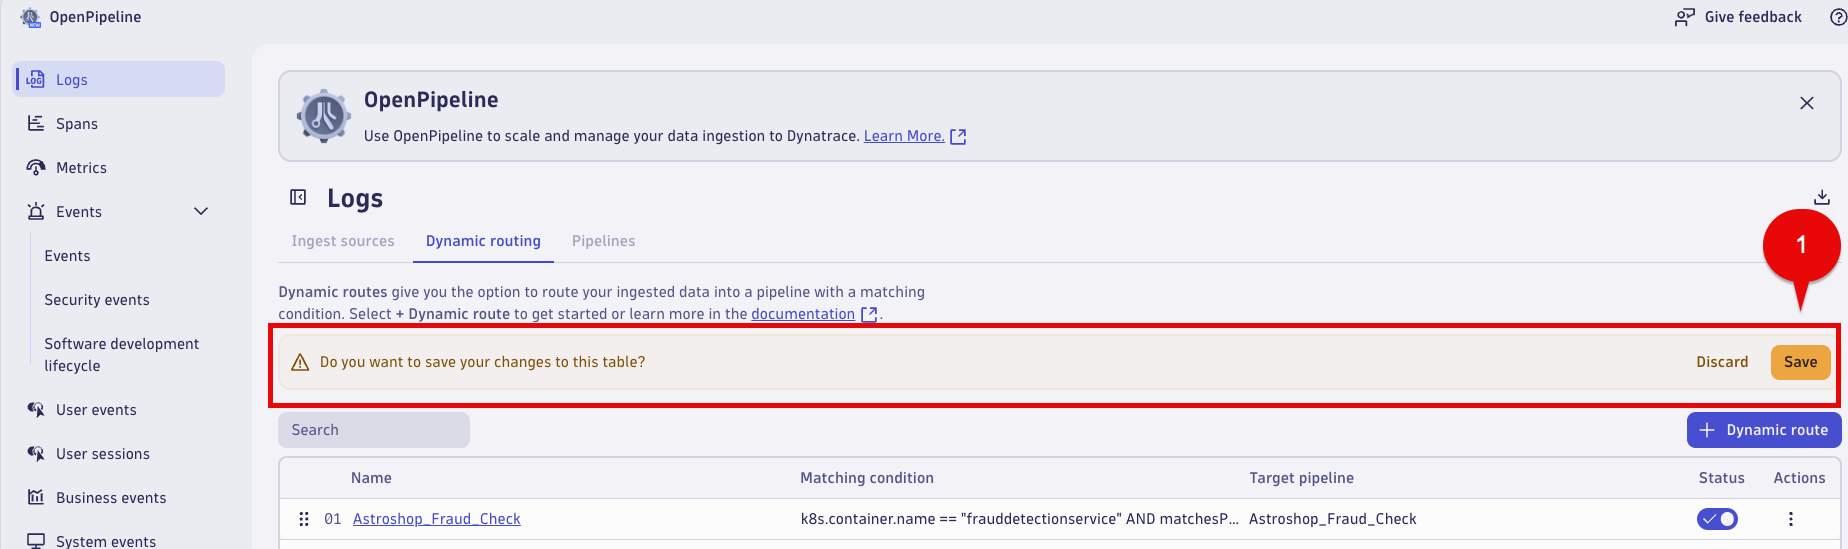 OpenPipeline
Give feedback
Logs
Spans
Metrics
Events
Events
Security events
Software development
lifecycle
User events
User sessions
Business events
System events
OpenPipeline
Use OpenPipeline to scale and manage your data ingestion to Dynatrace. Learn More.
Logs
1
Ingest sources Dynamic routing Pipelines
Dynamic routes give you the option to route your ingested data into a pipeline with a matching
condition. Select + Dynamic route to get started or learn more in the documentation.
Do you want to save your changes to this table? Discard Save
Search + Dynamic route
Name Matching condition Target pipeline Status Actions
01 Astroshop_Fraud_Check k8s.container.name == "frauddetectionservice" AND matchesP... Astroshop_Fraud_Check